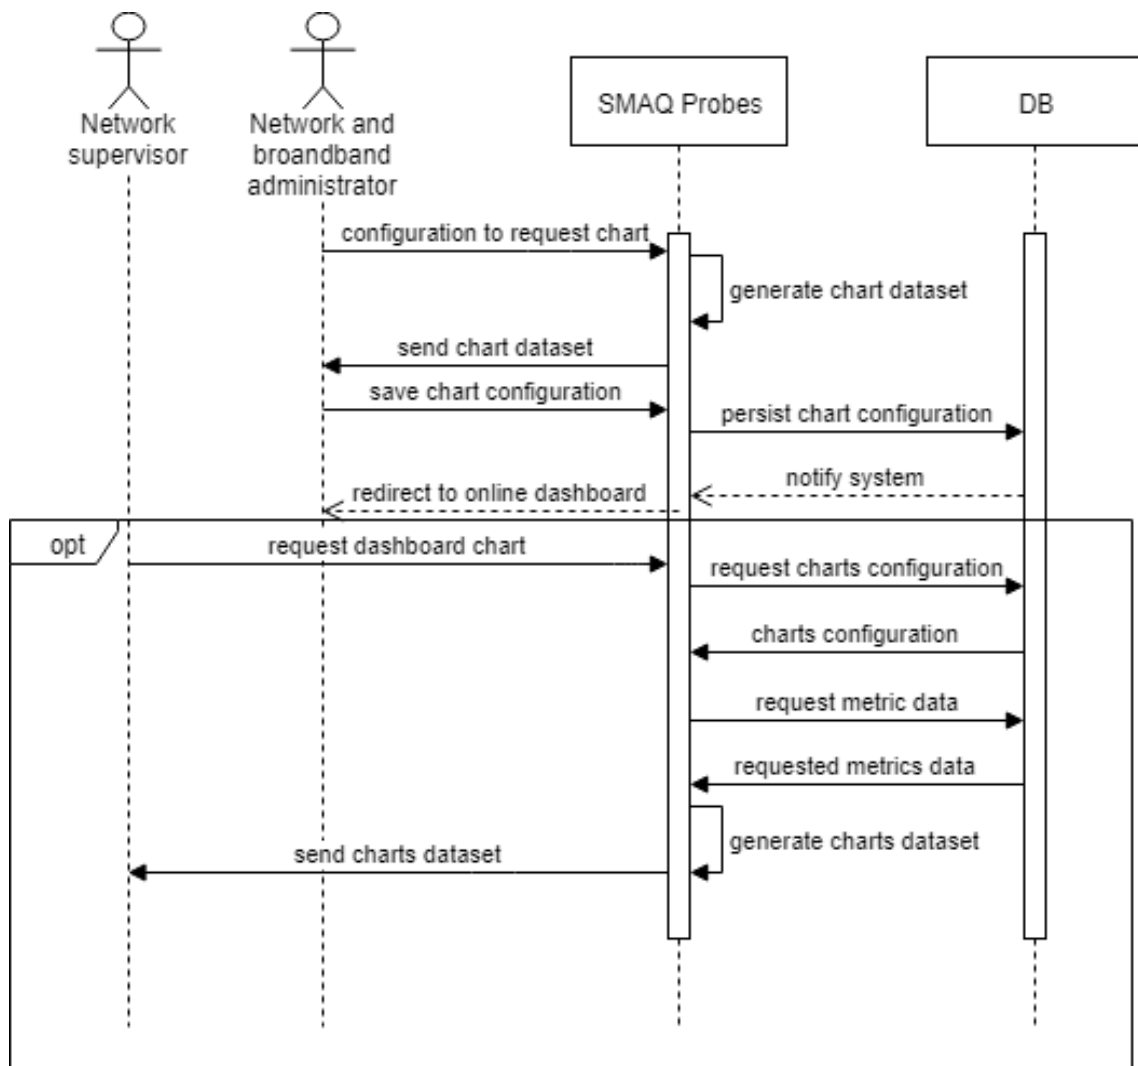 Network
supervisor
Network and
broandband
administrator
SMAQ Probes
DB
configuration to request chart
generate chart dataset
send chart dataset
save chart configuration
persist chart configuration
notify system
redirect to online dashboard
opt
request dashboard chart
request charts configuration
charts configuration
request metric data
requested metrics data
generate charts dataset
send charts dataset